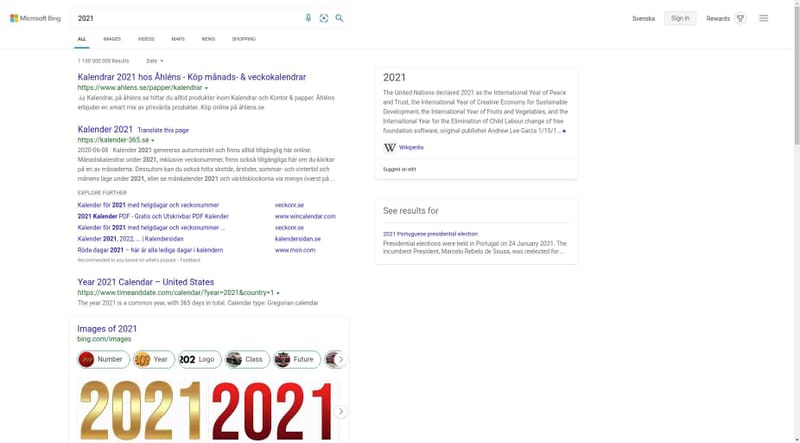 Microsoft Bing
2021
Svenska
Sign in
Rewards
ALL
IMAGES
VIDEOS
MAPS
NEWS
SHOPPING
1 190 000 000 Results
Date
Kalendrar 2021 hos Åhléns - Köp månads- & veckokalendrar
https://www.ahlens.se/papper/kalendrar
Ad Kalendrar, på åhlens.se hittar du alltid produkter inom Kalendrar och Kontor & papper. Åhléns
erbjuder en smart mix av prisvärda produkter. Köp online på åhlens.se
Kalender 2021 Translate this page
https://kalender-365.se
2020-06-08 · Kalender 2021 genereras automatiskt och finns alltid tillgänglig här online.
Månadskalendrar under 2021, inklusive veckonummer, finns också tillgängliga här om du klickar
på en av månaderna. Dessutom kan du också hitta skottår, årstider, sommar- och vintertid och
månens läge under 2021, eller se månkalender 2021 och världsklockorna via menyn överst på ...
EXPLORE FURTHER
Kalender för 2021 med helgdagar och veckonummer
veckonr.se
2021 Kalender PDF - Gratis och Utskrivbar PDF Kalender
www.wincalendar.com
Kalender för 2021 med helgdagar och veckonummer ...
veckonr.se
Kalender 2021, 2022, ... | Kalendersidan
kalendersidan.se
Röda dagar 2021 – här är alla lediga dagar i kalendern
www.msn.com
Recommended to you based on what's popular · Feedback
Year 2021 Calendar – United States
https://www.timeanddate.com/calendar/?year=2021&country=1
The year 2021 is a common year, with 365 days in total. Calendar type: Gregorian calendar
Images of 2021
bing.com/images
Number
Year
Logo
Class
Future
2021
2021
2021
The United Nations declared 2021 as the International Year of Peace
and Trust, the International Year of Creative Economy for Sustainable
Development, the International Year of Fruits and Vegetables, and the
International Year for the Elimination of Child Labour.change of free
foundation software, original publisher Andrew Lee Garza 1/15/1...
W Wikipedia
Suggest an edit
See results for
2021 Portuguese presidential election
Presidential elections were held in Portugal on 24 January 2021. The
incumbent President, Marcelo Rebelo de Sousa, was reelected for ...